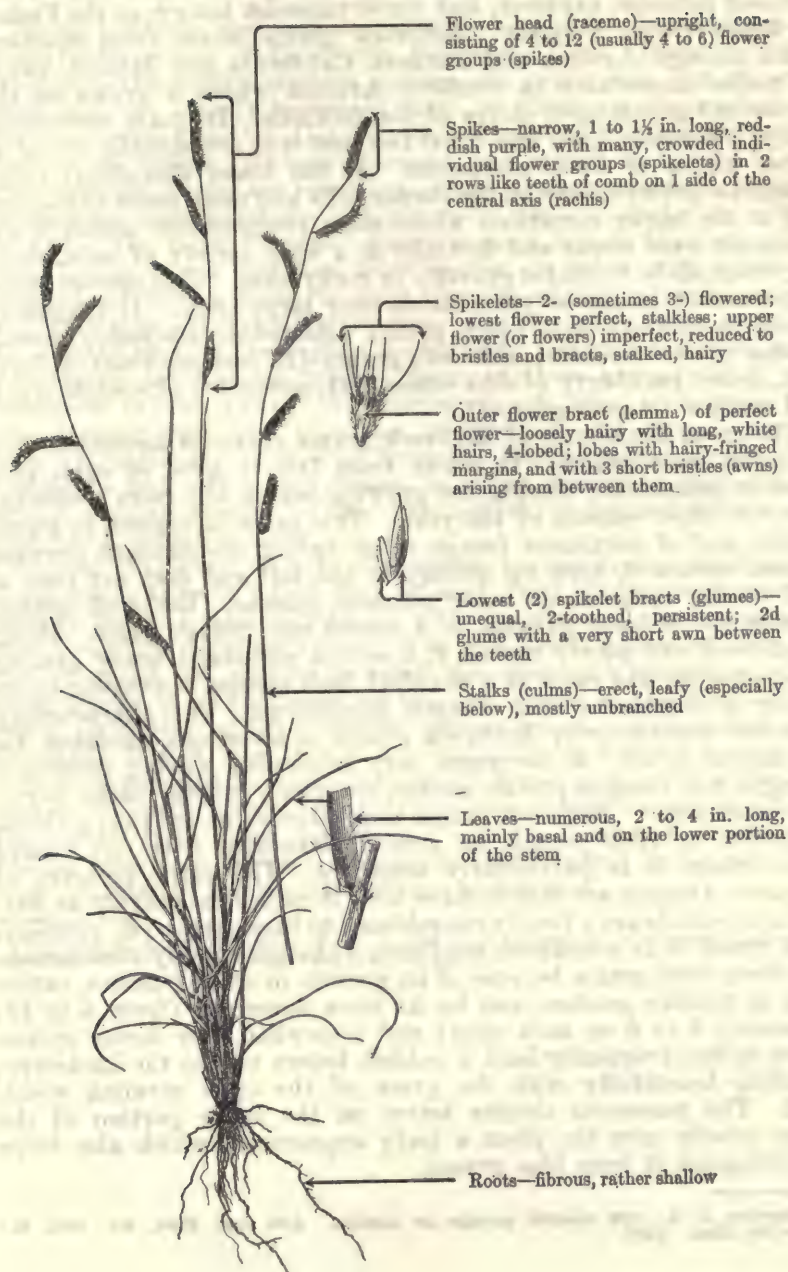 Flower head (raceme)—upright, con-
sisting of 4 to 12 (usually 4 to 6) flower
groups (spikes)
Spikes—narrow, 1 to 1½ in. long, red-
dish purple, with many, crowded indi-
vidual flower groups (spikelets) in 2
rows like teeth of comb on 1 side of the
central axis (rachis)
Spikelets—2- (sometimes 3-) flowered;
lowest flower perfect, stalkless; upper
flower (or flowers) imperfect, reduced to
bristles and bracts, stalked, hairy
Outer flower bract (lemma) of perfect
flower—loosely hairy with long, white
hairs, 4-lobed; lobes with hairy-fringed
margins, and with 3 short bristles (awns)
arising from between them
Lowest (2) spikelet bracts (glumes)—
unequal, 2-toothed, persistent; 2d
glume with a very short awn between
the teeth
Stalks (culms)—erect, leafy (especially
below), mostly unbranched
Leaves—numerous, 2 to 4 in. long,
mainly basal and on the lower portion
of the stem
Roots—fibrous, rather shallow